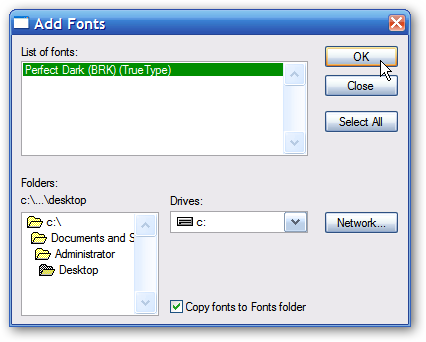 Add Fonts
List of fonts:
Perfect Dark (BRK) (TrueType)
OK
Close
Select All
Folders:
c:\...\desktop
c:\
Documents and S
Administrator
Desktop
Drives:
c:
Network...
Copy fonts to Fonts folder